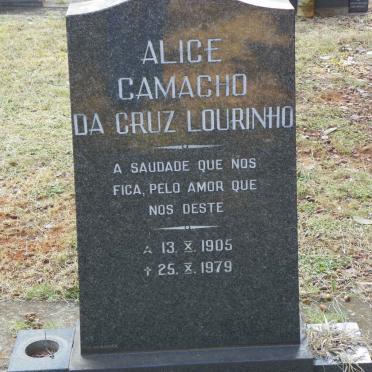 ALICE
CAMACHO
DA CRUZ LOURINHO
A SAUDADE QUE NOS
FICA, PELO AMOR QUE
NOS DESTE
13. X. 1905
✝ 25. X. 1979